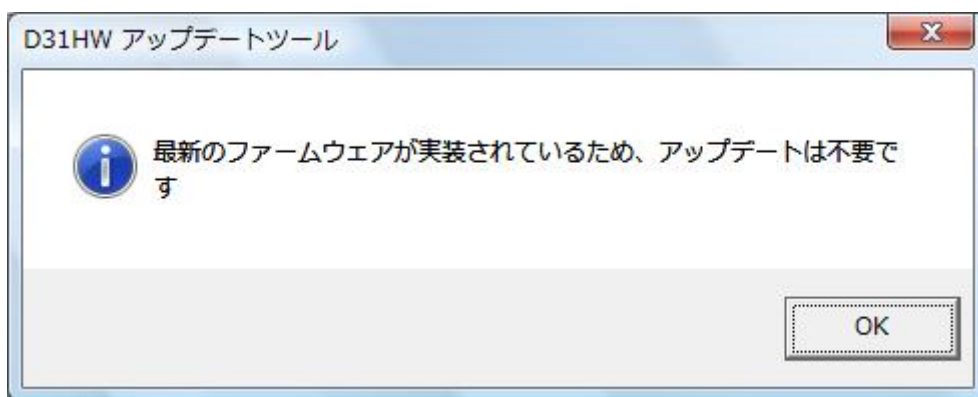 D31HW アップデートツール
最新のファームウェアが実装されているため、アップデートは不要で
す
OK